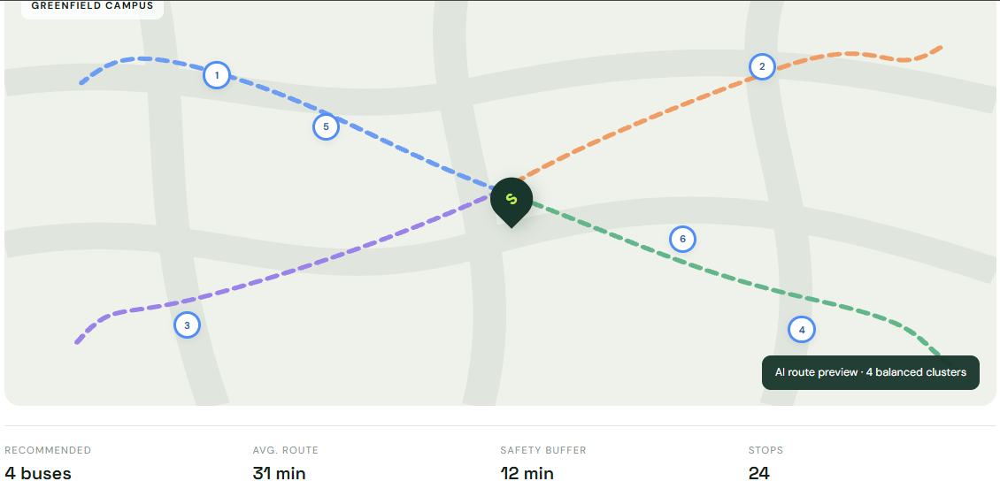 GREENFIELD CAMPUS
1
2
5
S
6
3
4
AI route preview · 4 balanced clusters
RECOMMENDED
4 buses
AVG. ROUTE
31 min
SAFETY BUFFER
12 min
STOPS
24